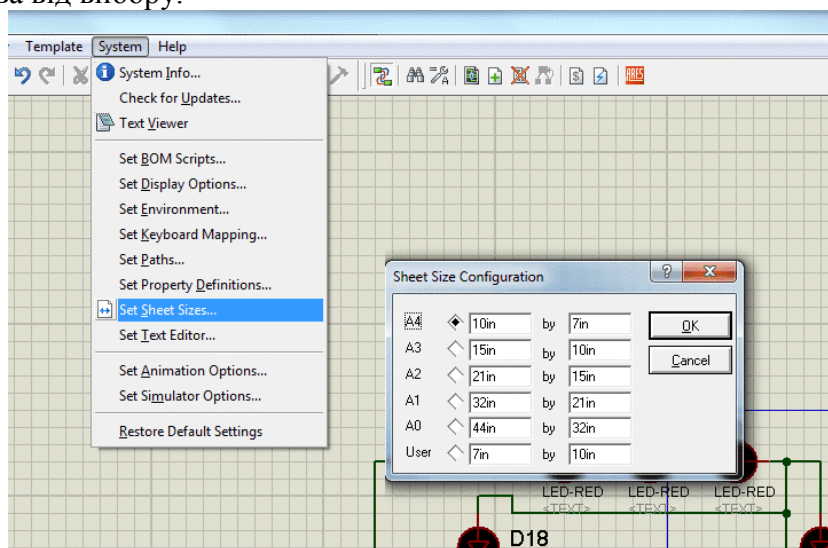 ва від вибору.
Template System Help
System Info...
Check for Updates...
Text Viewer
Set BOM Scripts...
Set Display Options...
Set Environment...
Set Keyboard Mapping...
Set Paths...
Set Property Definitions...
Set Sheet Sizes...
Set Text Editor...
Set Animation Options...
Set Simulator Options...
Restore Default Settings
ARES
Sheet Size Configuration
A4 10in by 7in
A3 15in by 10in
A2 21in by 15in
A1 32in by 21in
A0 44in by 32in
User 7in by 10in
OK
Cancel
LED-RED LED-RED LED-RED
<TEXT> <TEXT> <TEXT>
D18